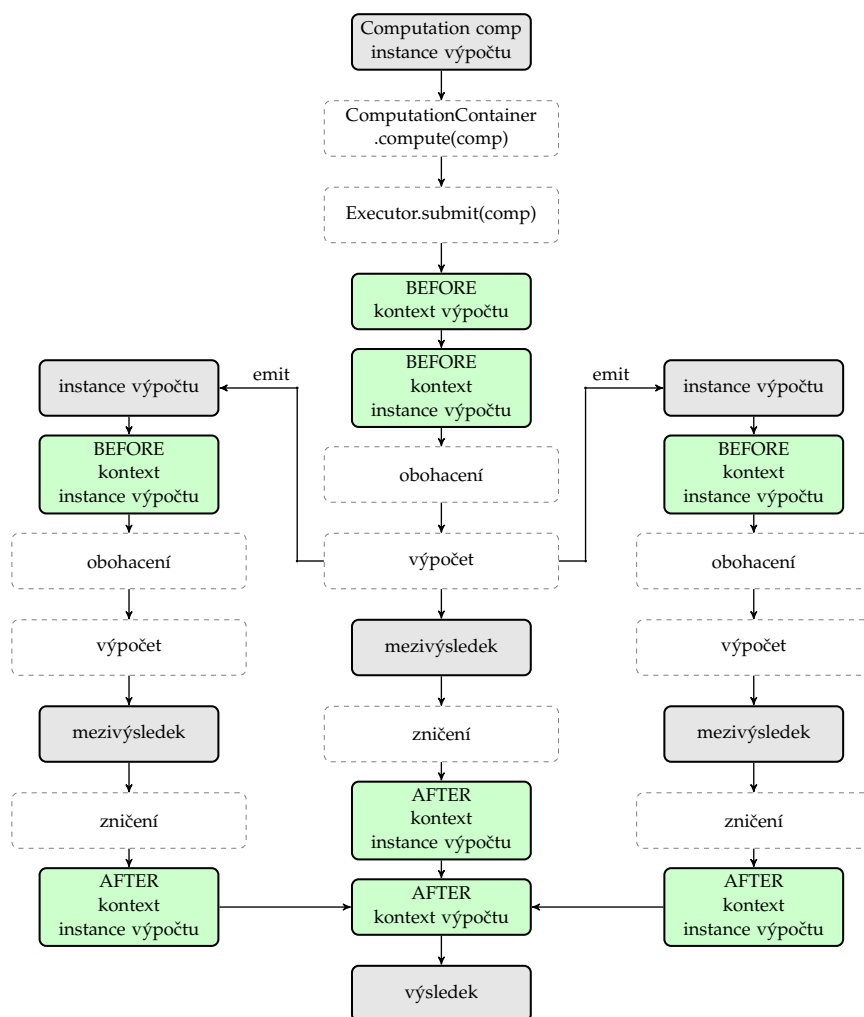 Computation comp
instance výpočtu
ComputationContainer
.compute(comp)
Executor.submit(comp)
BEFORE
kontext výpočtu
BEFORE
kontext
instance výpočtu
emit
emit
instance výpočtu
instance výpočtu
BEFORE
kontext
instance výpočtu
obohacení
BEFORE
kontext
instance výpočtu
obohacení
výpočet
obohacení
výpočet
mezivýsledek
výpočet
mezivýsledek
zničení
mezivýsledek
zničení
AFTER
kontext
instance výpočtu
zničení
AFTER
kontext
instance výpočtu
AFTER
kontext výpočtu
AFTER
kontext
instance výpočtu
výsledek